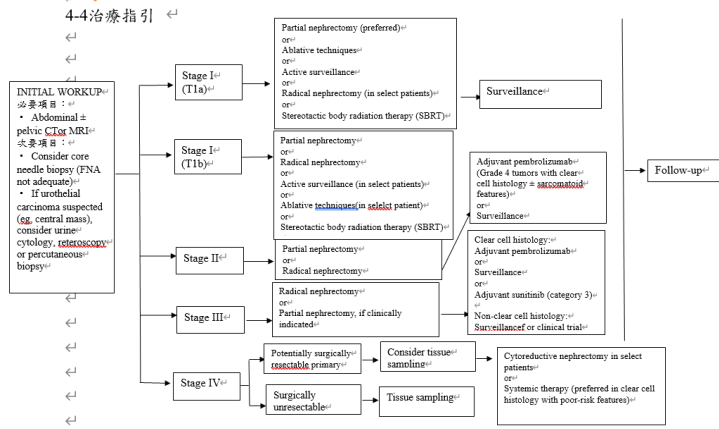 4-4治療指引
INITIAL WORKUP
必要項目：
• Abdominal ±
pelvic CTor MRI
次要項目：
• Consider core
needle biopsy (FNA
not adequate)
• If urothelial
carcinoma suspected
(eg, central mass),
consider urine
cytology, reteroscopy
or percutaneous
biopsy
Stage I
(T1a)
Partial nephrectomy (preferred)
or
Ablative techniques
or
Active surveillance
or
Radical nephrectomy (in select patients)
or
Stereotactic body radiation therapy (SBRT)
Surveillance
Stage I
(T1b)
Partial nephrectomy
or
Radical nephrectomy
or
Active surveillance (in select patients)
or
Ablative techniques(in selelct patient)
or
Stereotactic body radiation therapy (SBRT)
Stage II
Partial nephrectomy
or
Radical nephrectomy
Adjuvant pembrolizumab
(Grade 4 tumors with clear
cell histology ± sarcomatoid
features)
or
Surveillance
Stage III
Radical nephrectomy
or
Partial nephrectomy, if clinically
indicated
Clear cell histology:
Adjuvant pembrolizumab
or
Surveillance
or
Adjuvant sunitinib (category 3)
Non-clear cell histology:
Surveillancef or clinical trial
Stage IV
Potentially surgically
resectable primary
Consider tissue
sampling
Cytoreductive nephrectomy in select
patients
or
Systemic therapy (preferred in clear cell
histology with poor-risk features)
Surgically
unresectable
Tissue sampling
Follow-up